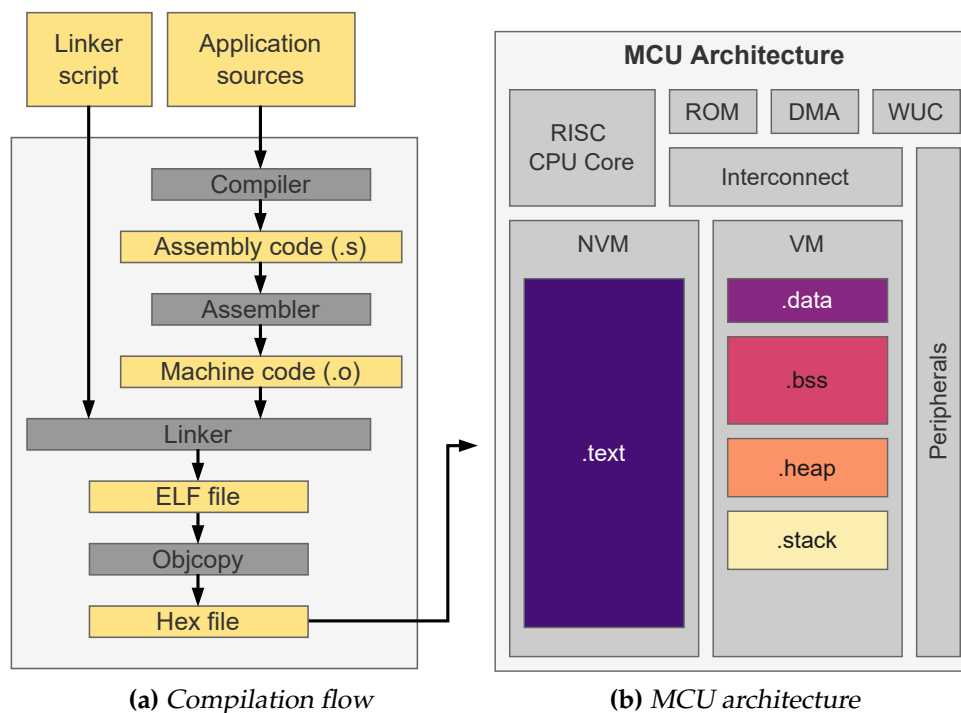 Linker
script
Application
sources
Compiler
Assembly code (.s)
Assembler
Machine code (.o)
Linker
ELF file
Objcopy
Hex file
(a) Compilation flow
MCU Architecture
RISC
CPU Core
ROM
DMA
WUC
Interconnect
NVM
.text
VM
.data
.bss
.heap
.stack
Peripherals
(b) MCU architecture